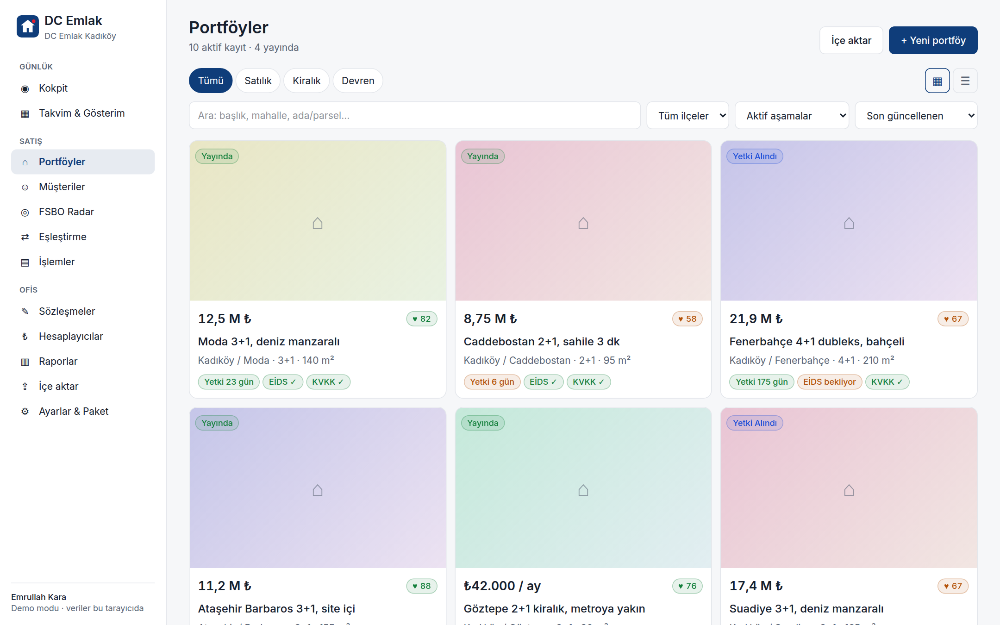 DC Emlak
DC Emlak Kadıköy
GÜNLÜK
Kokpit
Takvim & Gösterim
SATIŞ
Portföyler
Müşteriler
FSBO Radar
Eşleştirme
İşlemler
OFİS
Sözleşmeler
₺ Hesaplayıcılar
Raporlar
İçe aktar
Ayarlar & Paket
Emrullah Kara
Demo modu · veriler bu tarayıcıda
Portföyler
10 aktif kayıt · 4 yayında
İçe aktar
+ Yeni portföy
Tümü Satılık Kiralık Devren
Ara: başlık, mahalle, ada/parsel...
Tüm ilçeler
Aktif aşamalar
Son güncellenen
Yayında
12,5 M ₺
♥ 82
Moda 3+1, deniz manzaralı
Kadıköy / Moda · 3+1 · 140 m²
Yetki 23 gün EİDS ✓ KVKK ✓
Yayında
8,75 M ₺
♥ 58
Caddebostan 2+1, sahile 3 dk
Kadıköy / Caddebostan · 2+1 · 95 m²
Yetki 6 gün EİDS ✓ KVKK ✓
Yetki Alındı
21,9 M ₺
♥ 67
Fenerbahçe 4+1 dubleks, bahçeli
Kadıköy / Fenerbahçe · 4+1 · 210 m²
Yetki 175 gün EİDS bekliyor KVKK ✓
Yayında
11,2 M ₺
♥ 88
Ataşehir Barbaros 3+1, site içi
Yayında
₺42.000 / ay
♥ 76
Göztepe 2+1 kiralık, metroya yakın
Yetki Alındı
17,4 M ₺
♥ 67
Suadiye 3+1, deniz manzaralı